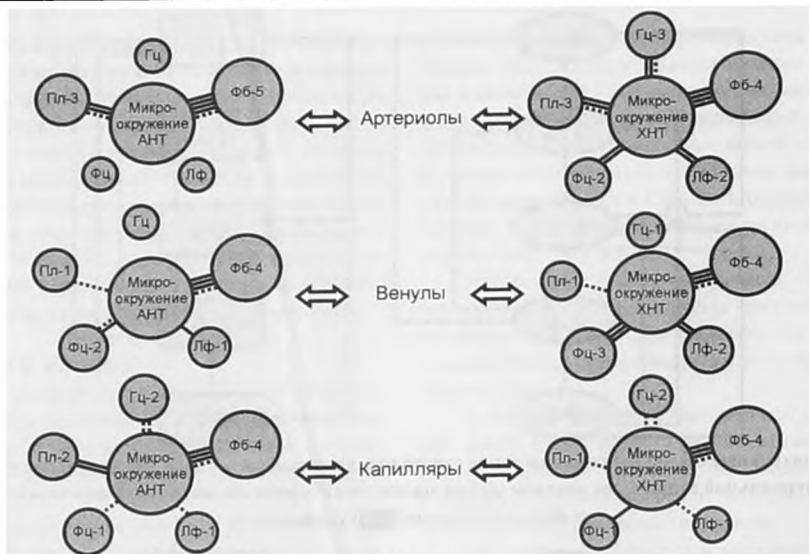 Гц
Пл-3
Микро-
окружение
АНТ
Фб-5
Фц
Лф
Артериолы
Гц-3
Пл-3
Микро-
окружение
ХНТ
Фб-4
Фц-2
Лф-2
Гц
Пл-1
Микро-
окружение
АНТ
Фб-4
Фц-2
Лф-1
Венулы
Гц-1
Пл-1
Микро-
окружение
ХНТ
Фб-4
Фц-3
Лф-2
Гц-2
Пл-2
Микро-
окружение
АНТ
Фб-4
Фц-1
Лф-1
Капилляры
Гц-2
Пл-1
Микро-
окружение
ХНТ
Фб-4
Фц-1
Лф-1